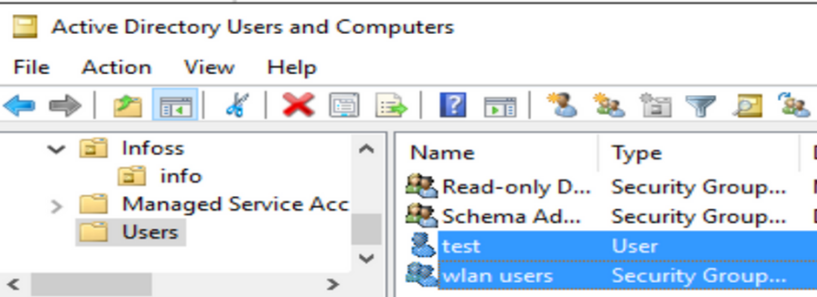 Active Directory Users and Computers
File Action View Help
Infoss
info
Managed Service Acc
Users
Name Type
Read-only D... Security Group...
Schema Ad... Security Group...
test User
wlan users Security Group...